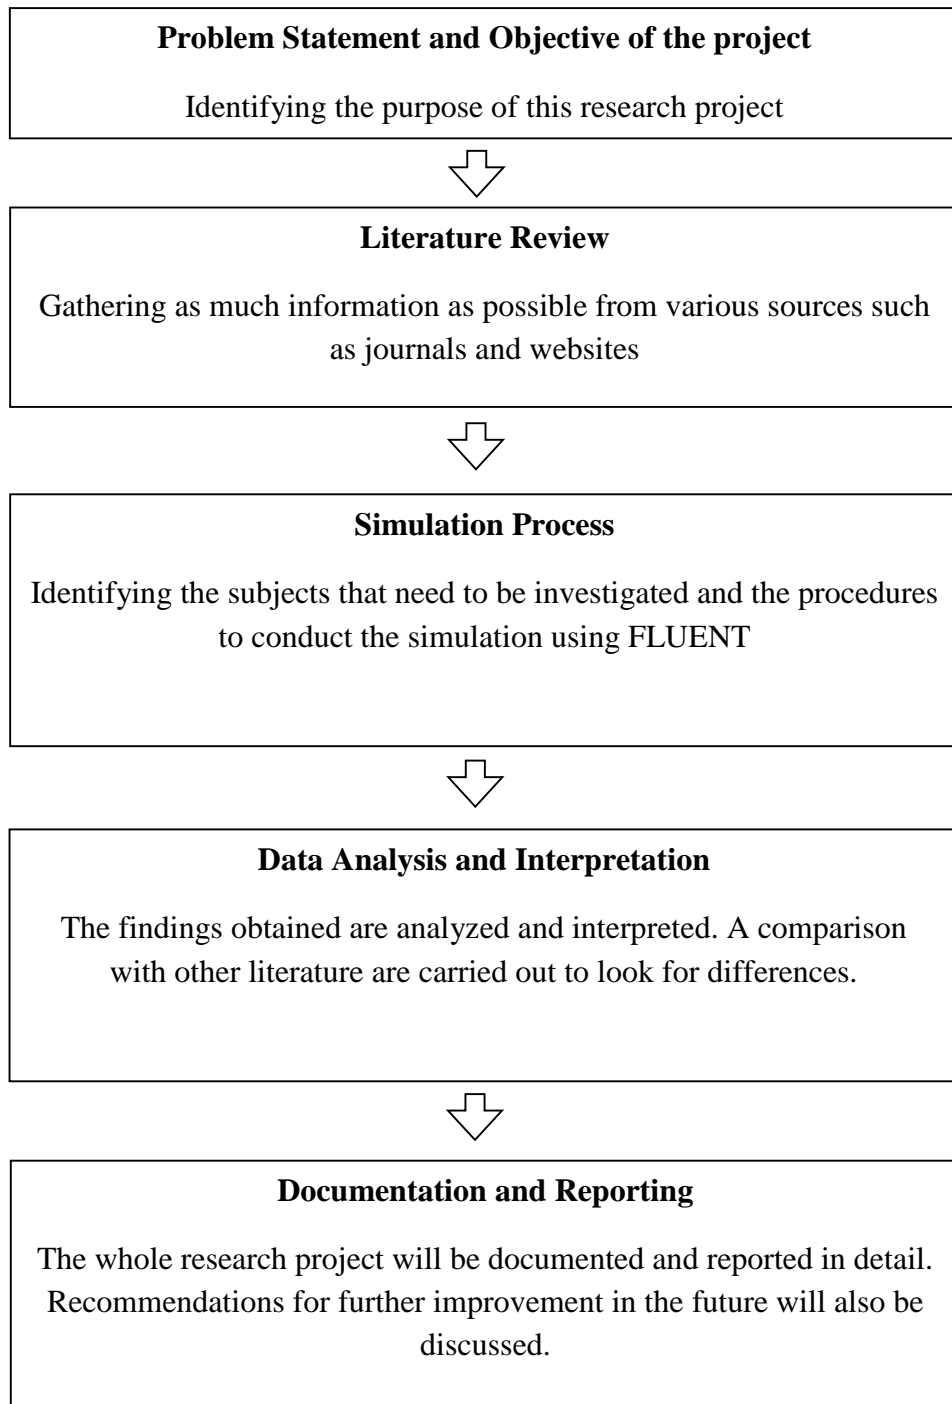 Problem Statement and Objective of the project
Identifying the purpose of this research project
Literature Review
Gathering as much information as possible from various sources such
as journals and websites
Simulation Process
Identifying the subjects that need to be investigated and the procedures
to conduct the simulation using FLUENT
Data Analysis and Interpretation
The findings obtained are analyzed and interpreted. A comparison
with other literature are carried out to look for differences.
Documentation and Reporting
The whole research project will be documented and reported in detail.
Recommendations for further improvement in the future will also be
discussed.